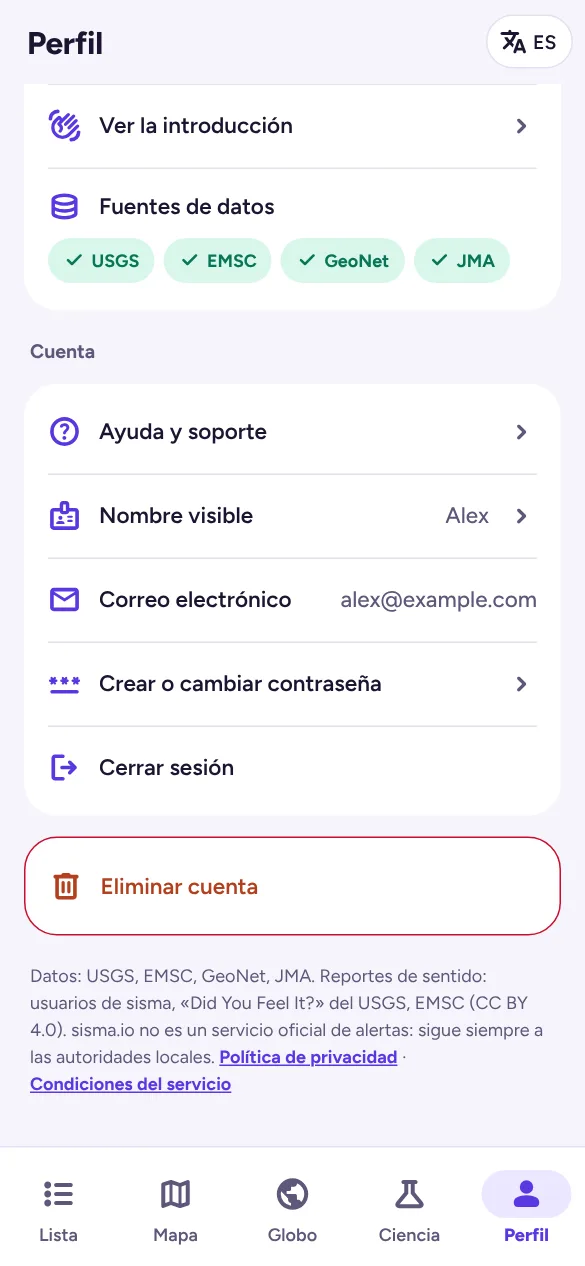 Perfil
ES
Ver la introducción
Fuentes de datos
USGS EMSC GeoNet JMA
Cuenta
Ayuda y soporte
Nombre visible Alex
Correo electrónico alex@example.com
Crear o cambiar contraseña
Cerrar sesión
Eliminar cuenta
Datos: USGS, EMSC, GeoNet, JMA. Reportes de sentido:
usuarios de sisma, «Did You Feel It?» del USGS, EMSC (CC BY
4.0). sisma.io no es un servicio oficial de alertas: sigue siempre a
las autoridades locales. Política de privacidad ·
Condiciones del servicio
Lista Mapa Globo Ciencia Perfil